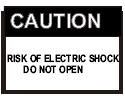 CAUTION
RISK OF ELECTRIC SHOCK
DO NOT OPEN